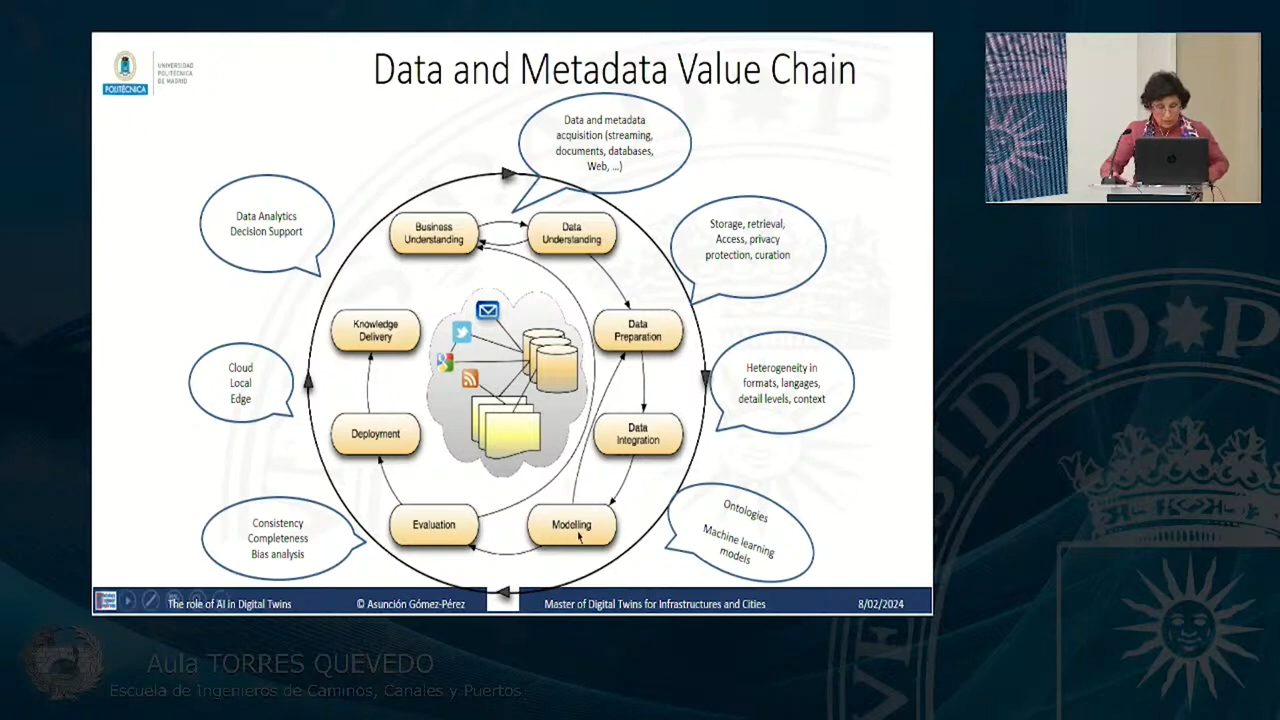 UNIVERSIDAD
POLITÉCNICA
DE MADRID
POLITÉCNICA
Data and Metadata Value Chain
Data and metadata
acquisition (streaming,
documents, databases,
Web, ...)
Data Analytics
Decision Support
Business
Understanding
Data
Understanding
Storage, retrieval,
Access, privacy
protection, curation
Knowledge
Delivery
Data
Preparation
Cloud
Local
Edge
Heterogeneity in
formats, langages,
detail levels, context
Deployment
Data
Integration
Consistency
Completeness
Bias analysis
Evaluation
Modelling
Ontologies
Machine learning
models
The role of AI in Digital Twins
© Asunción Gómez-Pérez
Master of Digital Twins for Infrastructures and Cities
8/02/2024
Aula TORRES QUEVEDO
Escuela de Ingenieros de Caminos, Canales y Puertos